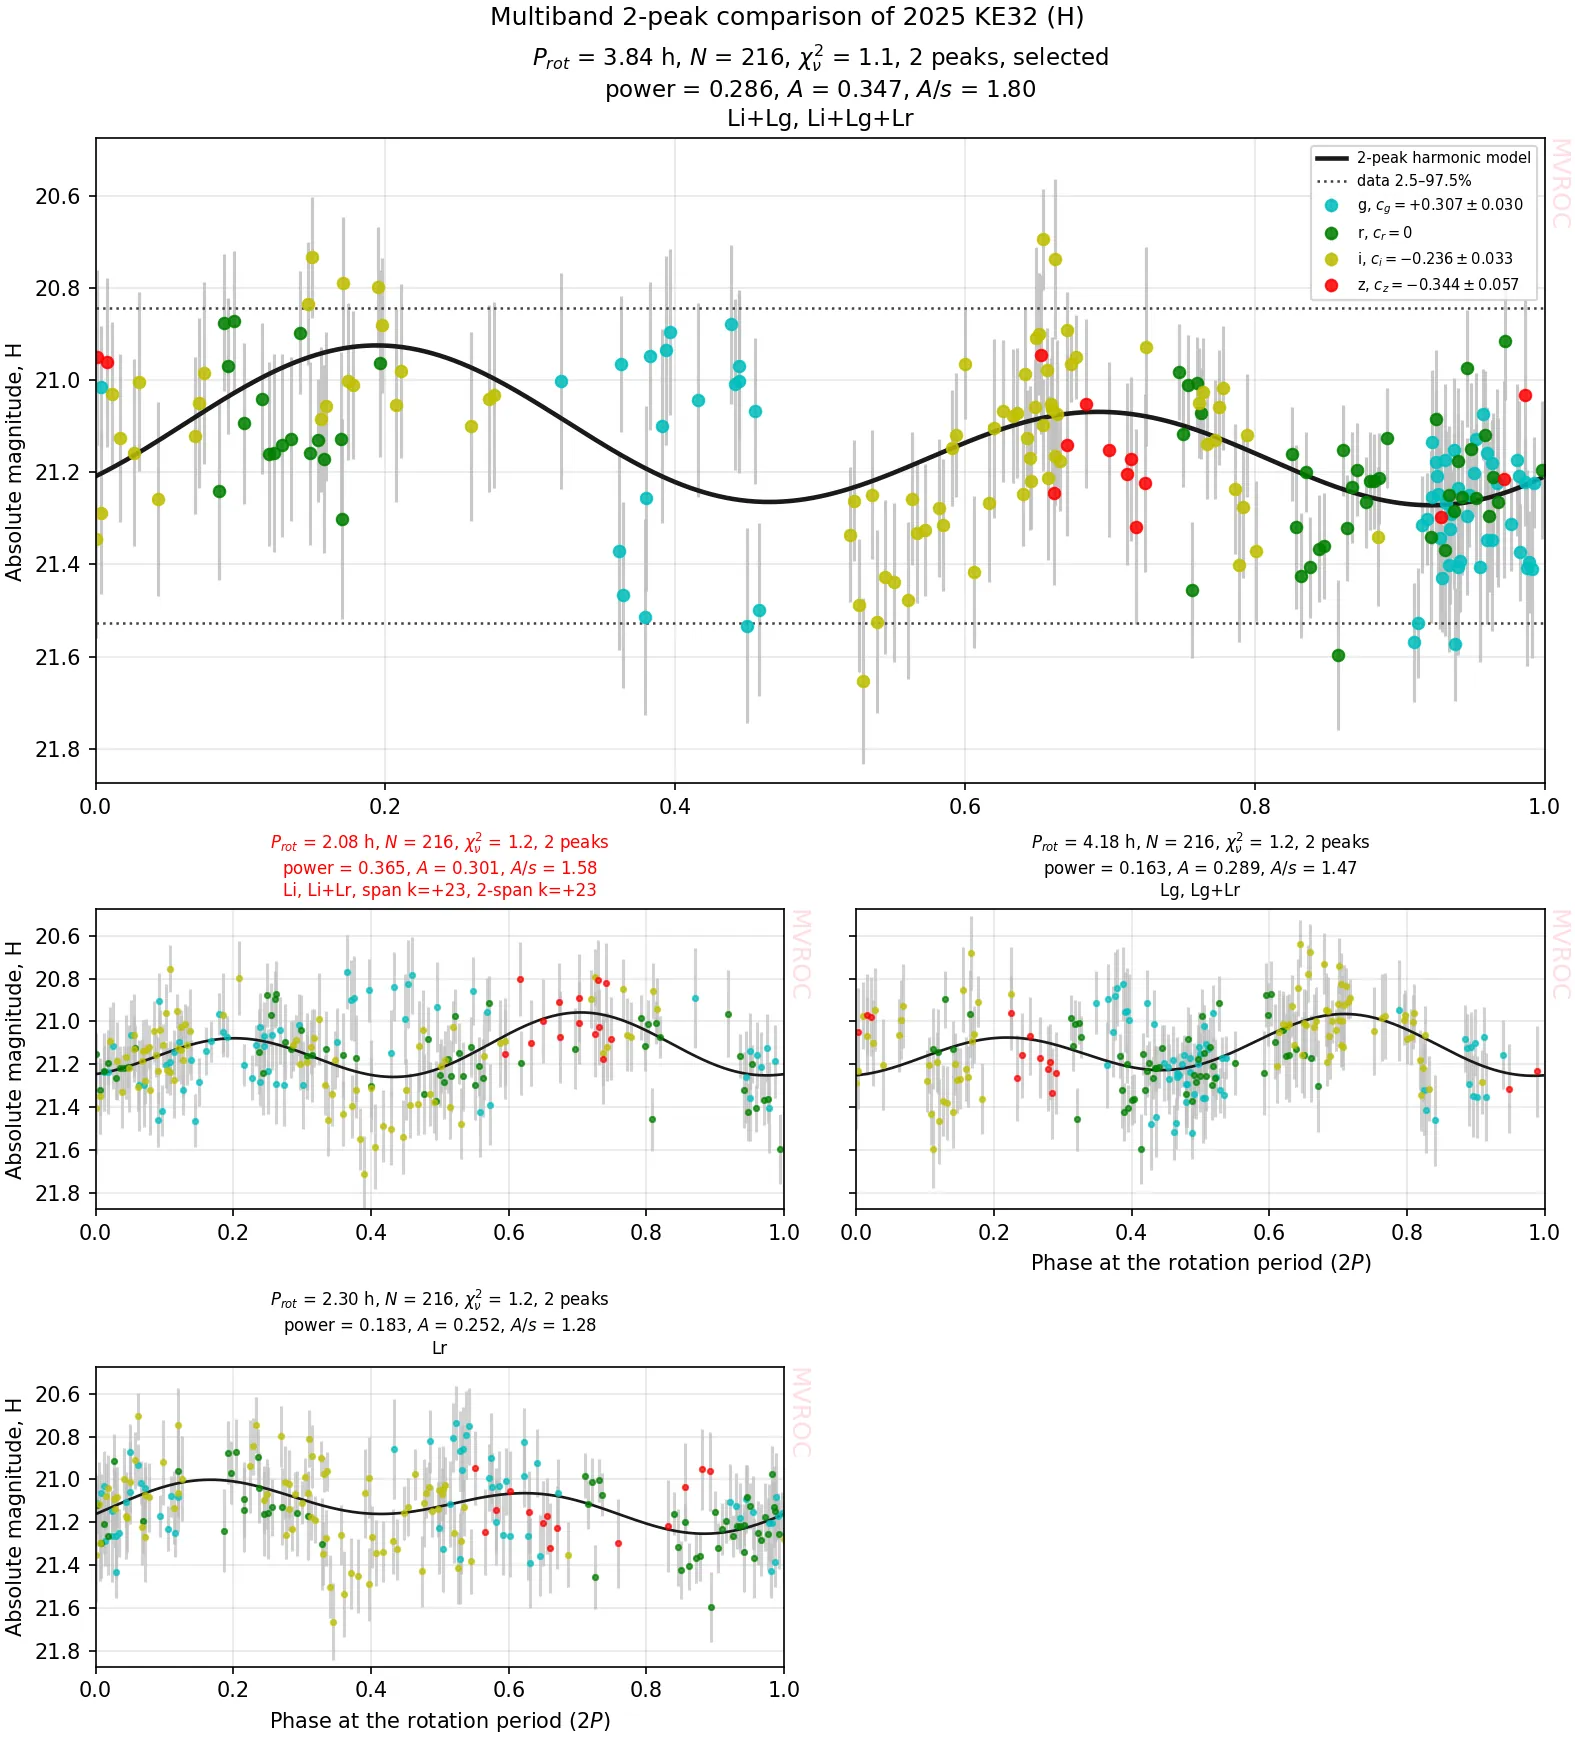 Multiband 2-peak comparison of 2025 KE32 (H)
P_rot = 3.84 h, N = 216, χ²_ν = 1.1, 2 peaks, selected
power = 0.286, A = 0.347, A/s = 1.80
Li+Lg, Li+Lg+Lr
2-peak harmonic model
data 2.5–97.5%
g, c_g = +0.307 ± 0.030
r, c_r = 0
i, c_i = −0.236 ± 0.033
z, c_z = −0.344 ± 0.057
MVROC
Absolute magnitude, H
20.6
20.8
21.0
21.2
21.4
21.6
21.8
0.0 0.2 0.4 0.6 0.8 1.0
P_rot = 2.08 h, N = 216, χ²_ν = 1.2, 2 peaks
power = 0.365, A = 0.301, A/s = 1.58
Li, Li+Lr, span k=+23, 2-span k=+23
MVROC
Absolute magnitude, H
20.6
20.8
21.0
21.2
21.4
21.6
21.8
0.0 0.2 0.4 0.6 0.8 1.0
P_rot = 4.18 h, N = 216, χ²_ν = 1.2, 2 peaks
power = 0.163, A = 0.289, A/s = 1.47
Lg, Lg+Lr
MVROC
0.0 0.2 0.4 0.6 0.8 1.0
Phase at the rotation period (2P)
P_rot = 2.30 h, N = 216, χ²_ν = 1.2, 2 peaks
power = 0.183, A = 0.252, A/s = 1.28
Lr
MVROC
Absolute magnitude, H
20.6
20.8
21.0
21.2
21.4
21.6
21.8
0.0 0.2 0.4 0.6 0.8 1.0
Phase at the rotation period (2P)